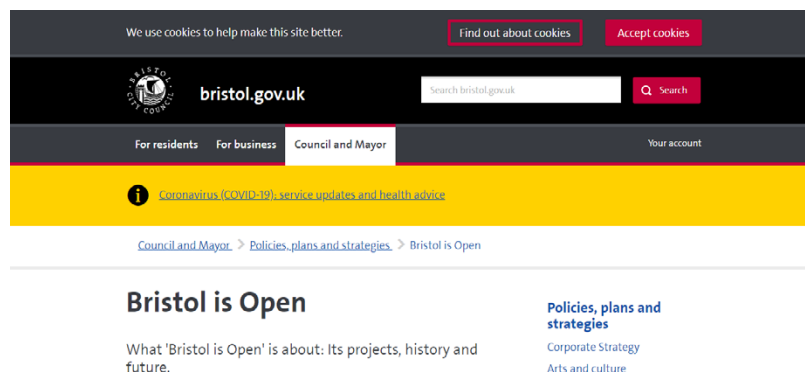 We use cookies to help make this site better.
Find out about cookies
Accept cookies
BRISTOL CITY COUNCIL
bristol.gov.uk
Search bristol.gov.uk
Search
For residents
For business
Council and Mayor
Your account
Coronavirus (COVID-19): service updates and health advice
Council and Mayor > Policies, plans and strategies > Bristol is Open
Bristol is Open
What 'Bristol is Open' is about: Its projects, history and
future.
Policies, plans and
strategies
Corporate Strategy
Arts and culture